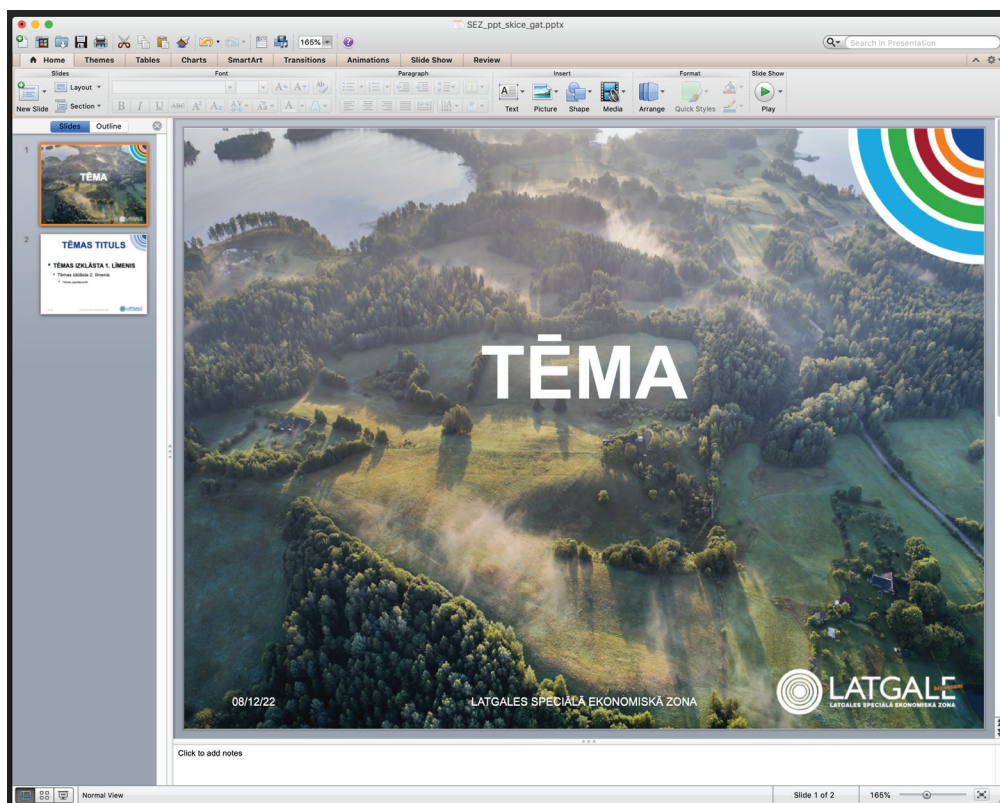 SEZ_ppt_skice_gat.pptx
165%
Search in Presentation
Home Themes Tables Charts SmartArt Transitions Animations Slide Show Review
Slides Font Paragraph Insert Format Slide Show
New Slide Layout Section B I U ABC A² A₂ Text Picture Shape Media Arrange Quick Styles Play
Slides Outline
1
TĒMA
2
TĒMAS TITULS
TĒMAS IZKLĀSTA 1. LĪMENIS
Tēmas izklāsta 2. līmenis
TĒMA
08/12/22
LATGALES SPECIĀLĀ EKONOMISKĀ ZONA
LATGALE
LATGALES SPECIĀLĀ EKONOMISKĀ ZONA
Click to add notes
Normal View
Slide 1 of 2
165%